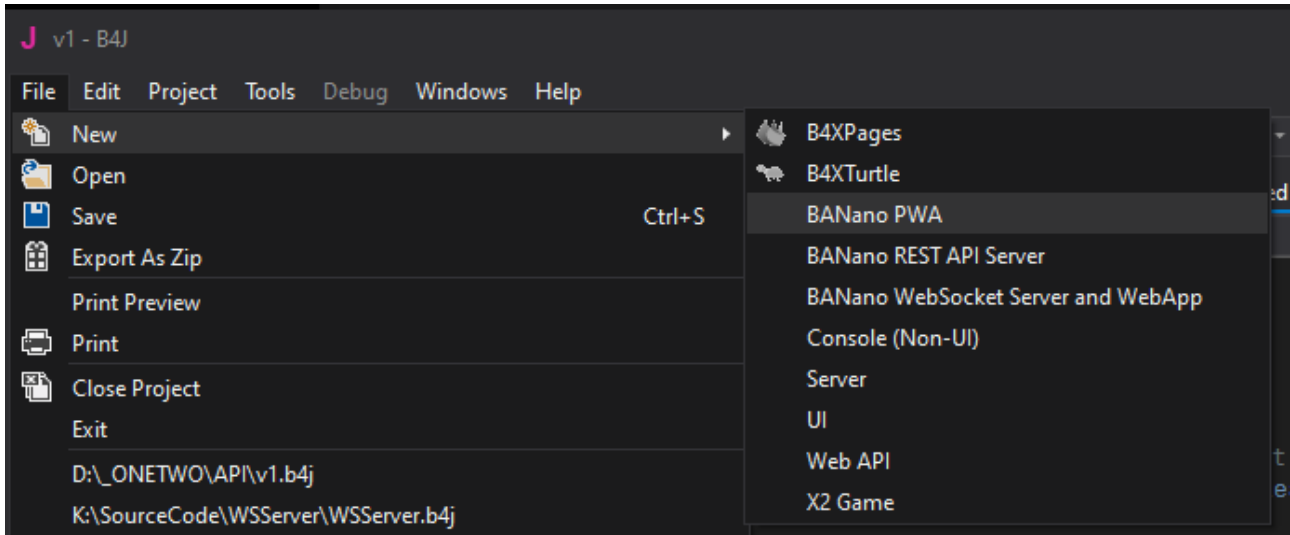 J v1 - B4J
File Edit Project Tools Debug Windows Help
New
Open
Save Ctrl+S
Export As Zip
Print Preview
Print
Close Project
Exit
D:\_ONETWO\API\v1.b4j
K:\SourceCode\WSServer\WSServer.b4j
B4XPages
B4XTurtle
BANano PWA
BANano REST API Server
BANano WebSocket Server and WebApp
Console (Non-UI)
Server
UI
Web API
X2 Game